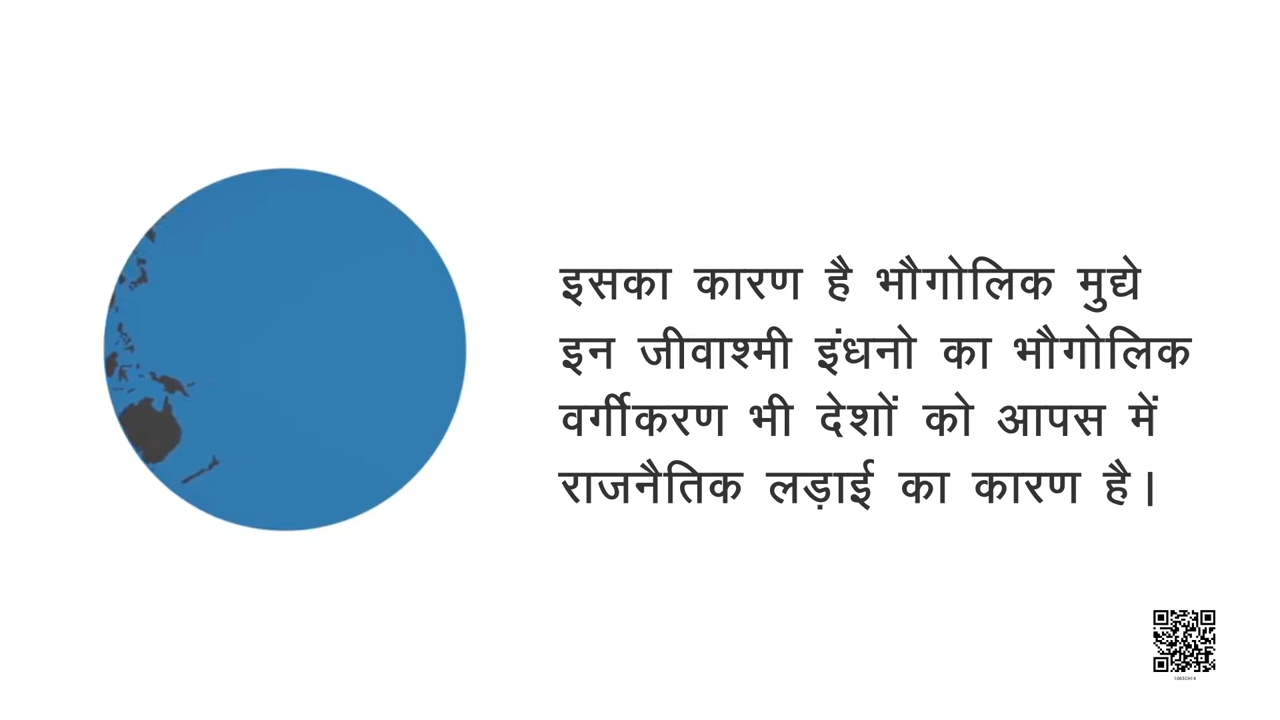 इसका कारण है भौगोलिक मुद्ये
इन जीवाश्मी इंधनो का भौगोलिक
वर्गीकरण भी देशों को आपस में
राजनैतिक लड़ाई का कारण है।